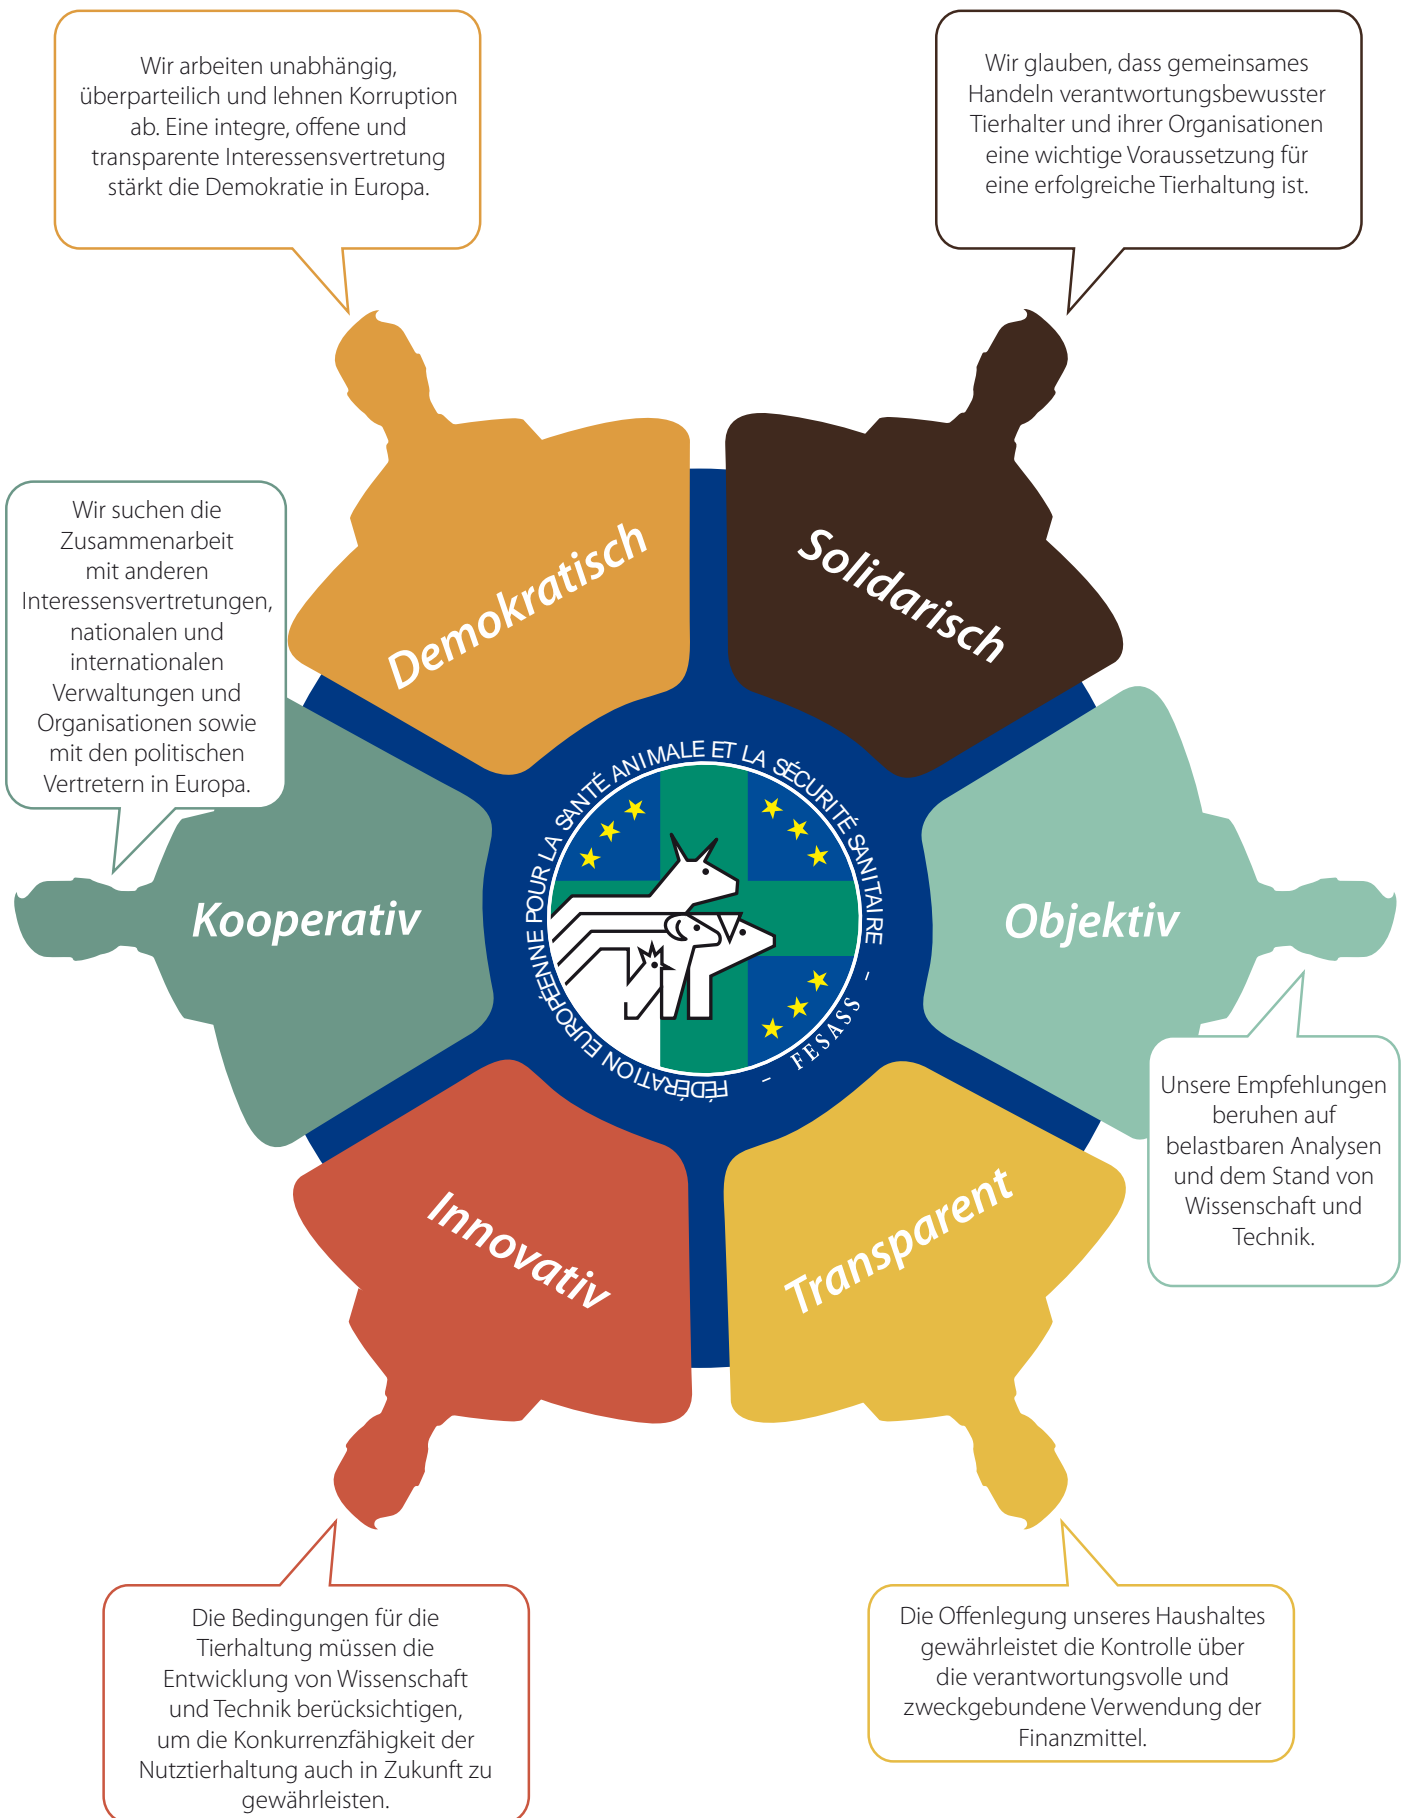 Wir arbeiten unabhängig,
überparteilich und lehnen Korruption
ab. Eine integre, offene und
transparente Interessensvertretung
stärkt die Demokratie in Europa.
Wir glauben, dass gemeinsames
Handeln verantwortungsbewusster
Tierhalter und ihrer Organisationen
eine wichtige Voraussetzung für
eine erfolgreiche Tierhaltung ist.
Demokratisch
Solidarisch
Wir suchen die
Zusammenarbeit
mit anderen
Interessensvertretungen,
nationalen und
internationalen
Verwaltungen und
Organisationen sowie
mit den politischen
Vertretern in Europa.
Kooperativ
FÉDÉRATION EUROPÉENNE POUR LA SANTÉ ANIMALE ET LA SÉCURITÉ SANITAIRE - FESASS -
Objektiv
Unsere Empfehlungen
beruhen auf
belastbaren Analysen
und dem Stand von
Wissenschaft und
Technik.
Innovativ
Transparent
Die Bedingungen für die
Tierhaltung müssen die
Entwicklung von Wissenschaft
und Technik berücksichtigen,
um die Konkurrenzfähigkeit der
Nutztierhaltung auch in Zukunft zu
gewährleisten.
Die Offenlegung unseres Haushaltes
gewährleistet die Kontrolle über
die verantwortungsvolle und
zweckgebundene Verwendung der
Finanzmittel.